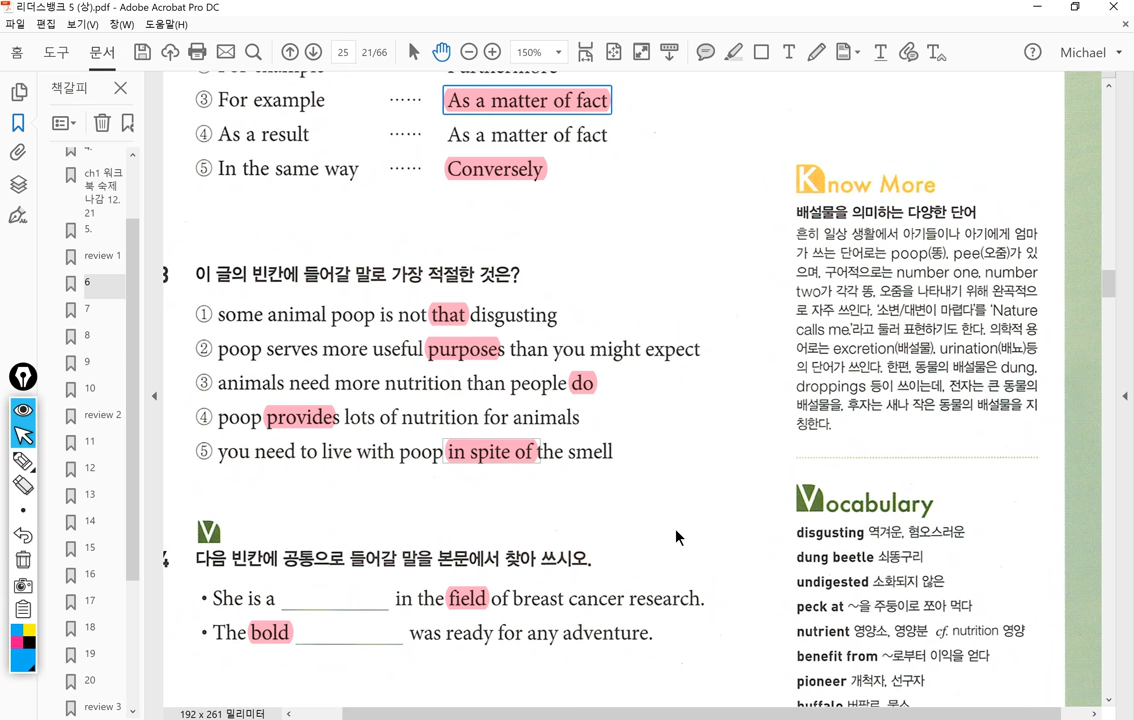 리더스뱅크 5 (상).pdf - Adobe Acrobat Pro DC
파일 편집 보기(V) 창(W) 도움말(H)
홈 도구 문서 25 21/66 150% Michael
책갈피
4.
ch1 워크
북 숙제
나감 12.
21
5.
review 1
6
7
8
9
10
review 2
11
12
13
14
15
16
17
18
19
20
review 3
② For example Furthermore
③ For example ...... As a matter of fact
④ As a result ...... As a matter of fact
⑤ In the same way ...... Conversely
3 이 글의 빈칸에 들어갈 말로 가장 적절한 것은?
① some animal poop is not that disgusting
② poop serves more useful purposes than you might expect
③ animals need more nutrition than people do
④ poop provides lots of nutrition for animals
⑤ you need to live with poop in spite of the smell
V
4 다음 빈칸에 공통으로 들어갈 말을 본문에서 찾아 쓰시오.
• She is a __________ in the field of breast cancer research.
• The bold __________ was ready for any adventure.
Know More
배설물을 의미하는 다양한 단어
흔히 일상 생활에서 아기들이나 아기에게 엄마
가 쓰는 단어로는 poop(똥), pee(오줌)가 있
으며, 구어적으로는 number one, number
two가 각각 똥, 오줌을 나타내기 위해 완곡적으
로 자주 쓰인다. '소변/대변이 마렵다'를 'Nature
calls me.'라고 둘러 표현하기도 한다. 의학적 용
어로는 excretion(배설물), urination(배뇨)등
의 단어가 쓰인다. 한편, 동물의 배설물은 dung,
droppings 등이 쓰이는데, 전자는 큰 동물의
배설물을, 후자는 새나 작은 동물의 배설물을 지
칭한다.
Vocabulary
disgusting 역겨운, 혐오스러운
dung beetle 쇠똥구리
undigested 소화되지 않은
peck at ~을 주둥이로 쪼아 먹다
nutrient 영양소, 영양분 cf. nutrition 영양
benefit from ~로부터 이익을 얻다
pioneer 개척자, 선구자
buffalo 버팔로, 물소
192 x 261 밀리미터